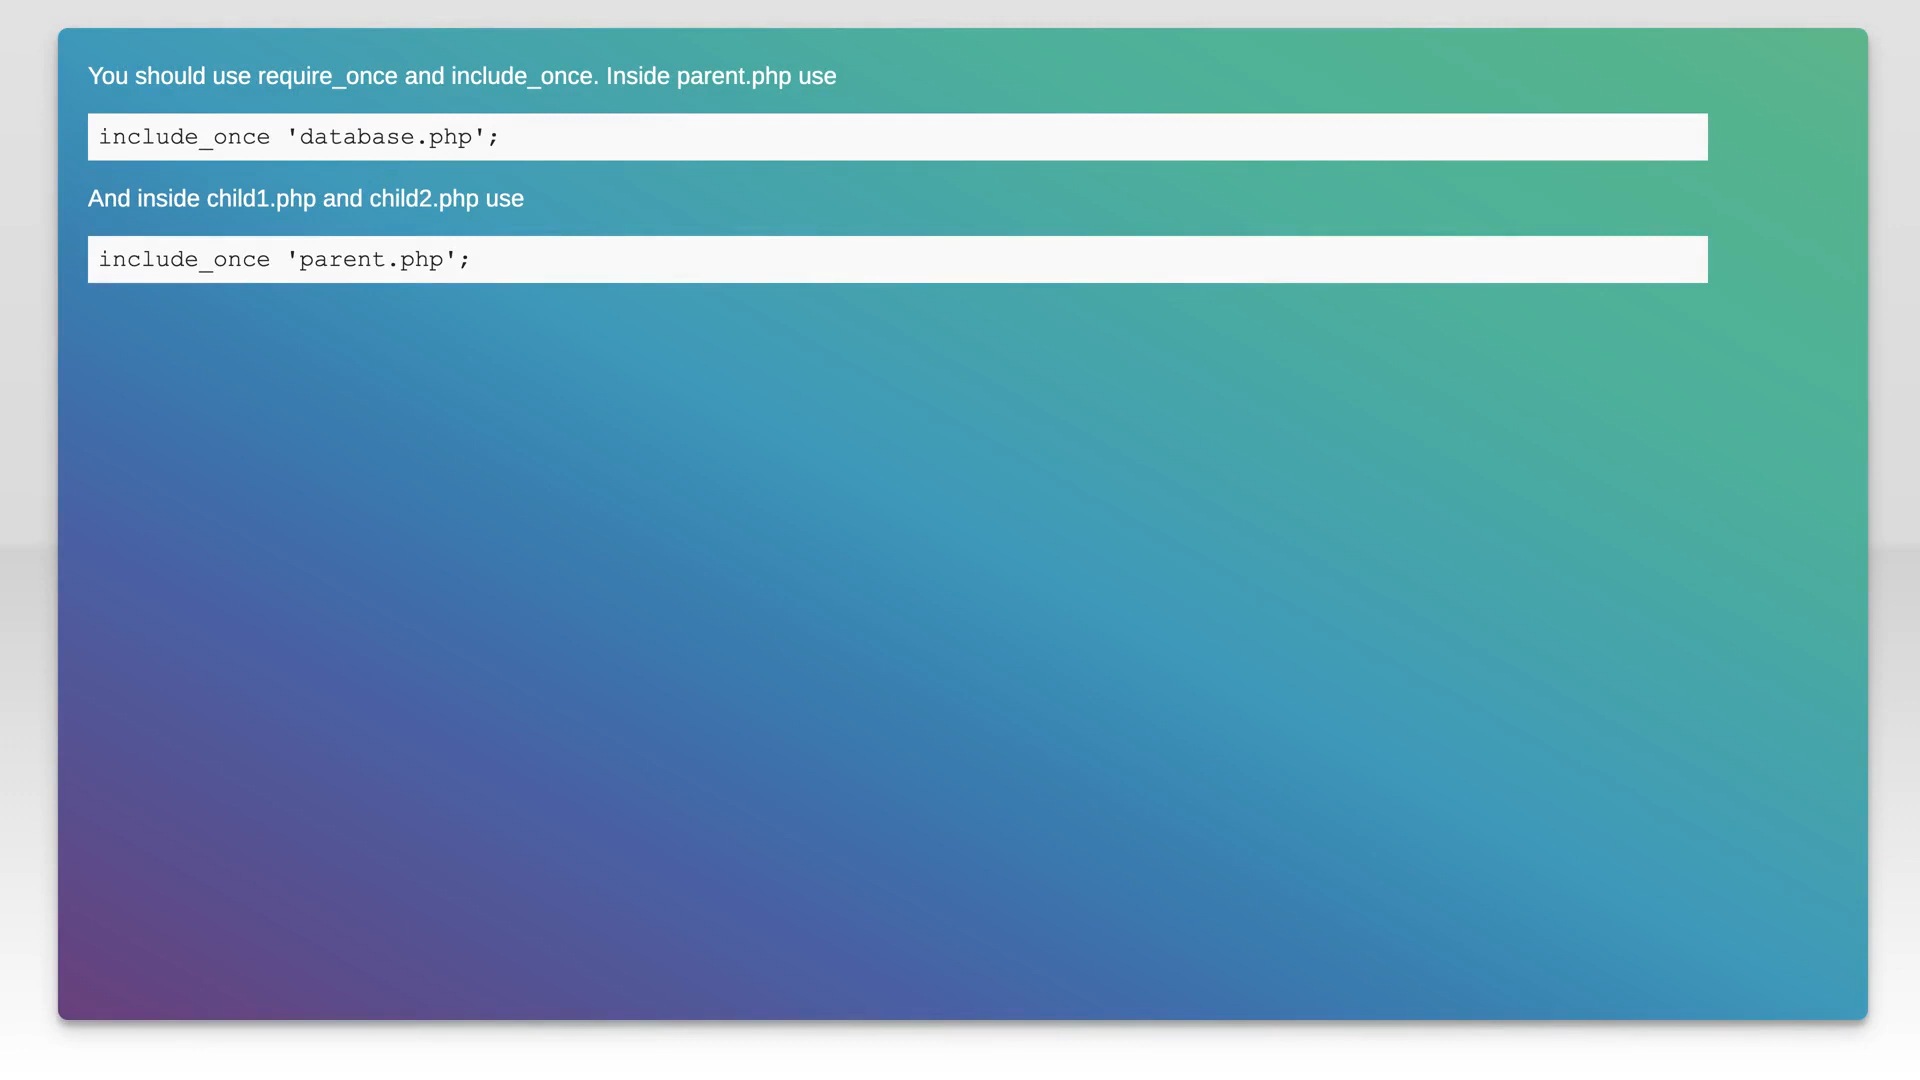 You should use require_once and include_once. Inside parent.php use
include_once 'database.php';
And inside child1.php and child2.php use
include_once 'parent.php';